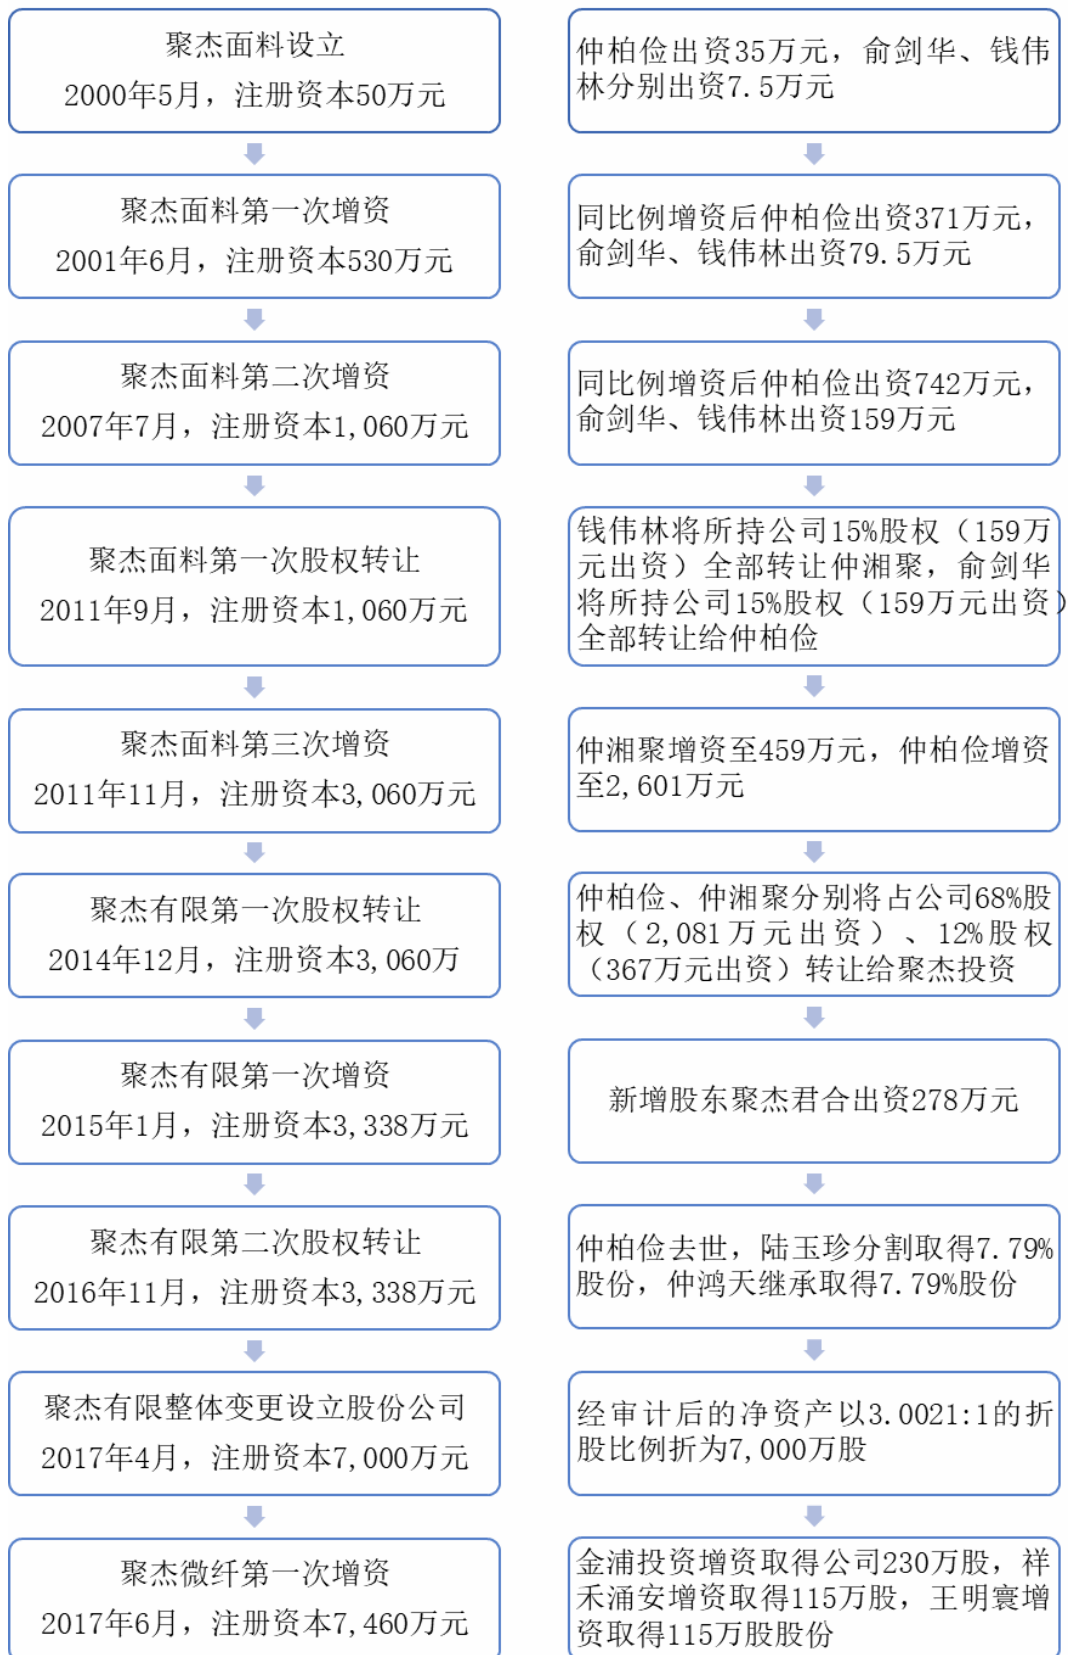 聚杰面料设立
2000年5月，注册资本50万元
仲柏俭出资35万元，俞剑华、钱伟
林分别出资7.5万元
聚杰面料第一次增资
2001年6月，注册资本530万元
同比例增资后仲柏俭出资371万元，
俞剑华、钱伟林出资79.5万元
聚杰面料第二次增资
2007年7月，注册资本1,060万元
同比例增资后仲柏俭出资742万元，
俞剑华、钱伟林出资159万元
聚杰面料第一次股权转让
2011年9月，注册资本1,060万元
钱伟林将所持公司15%股权（159万
元出资）全部转让仲湘聚，俞剑华
将所持公司15%股权（159万元出资）
全部转让给仲柏俭
聚杰面料第三次增资
2011年11月，注册资本3,060万元
仲湘聚增资至459万元，仲柏俭增资
至2,601万元
聚杰有限第一次股权转让
2014年12月，注册资本3,060万
仲柏俭、仲湘聚分别将占公司68%股
权（2,081万元出资）、12%股权
（367万元出资）转让给聚杰投资
聚杰有限第一次增资
2015年1月，注册资本3,338万元
新增股东聚杰君合出资278万元
聚杰有限第二次股权转让
2016年11月，注册资本3,338万元
仲柏俭去世，陆玉珍分割取得7.79%
股份，仲鸿天继承取得7.79%股份
聚杰有限整体变更设立股份公司
2017年4月，注册资本7,000万元
经审计后的净资产以3.0021:1的折
股比例折为7,000万股
聚杰微纤第一次增资
2017年6月，注册资本7,460万元
金浦投资增资取得公司230万股，祥
禾涌安增资取得115万股，王明寰增
资取得115万股股份